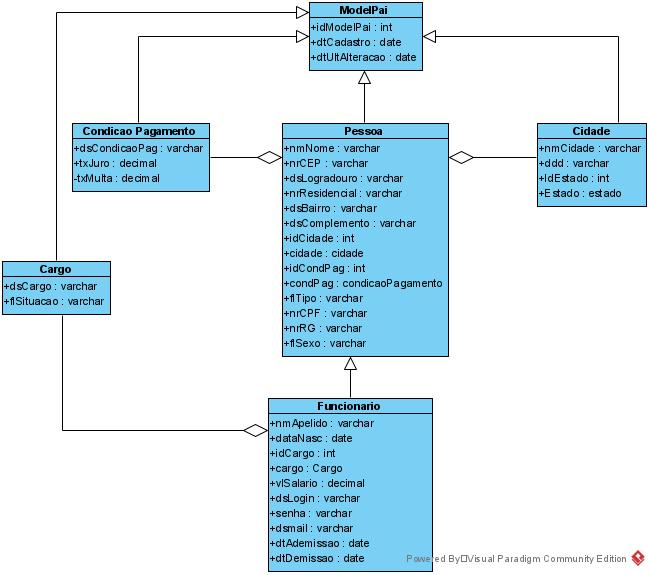 ModelPai
+idModelPai : int
+dtCadastro : date
+dtUltAlteracao : date
Condicao Pagamento
+dsCondicaoPag : varchar
+txJuro : decimal
-txMulta : decimal
Pessoa
+nmNome : varchar
+nrCEP : varchar
+dsLogradouro : varchar
+nrResidencial : varchar
+dsBairro : varchar
+dsComplemento : varchar
+idCidade : int
+cidade : cidade
+idCondPag : int
+condPag : condicaoPagamento
+flTipo : varchar
+nrCPF : varchar
+nrRG : varchar
+flSexo : varchar
Cidade
+nmCidade : varchar
+ddd : varchar
+IdEstado : int
+Estado : estado
Cargo
+dsCargo : varchar
+flSituacao : varchar
Funcionario
+nmApelido : varchar
+dataNasc : date
+idCargo : int
+cargo : Cargo
+vlSalario : decimal
+dsLogin : varchar
+senha : varchar
+dsmail : varchar
+dtAdemissao : date
+dtDemissao : date
Powered By Visual Paradigm Community Edition